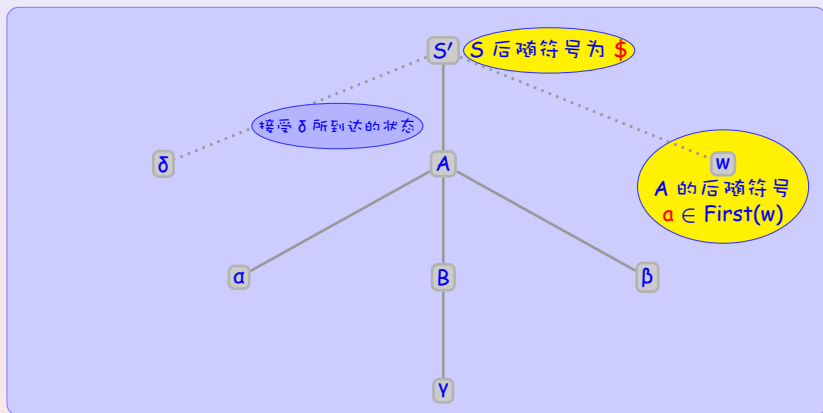 S′ S 后随符号为 $
接受 δ 所到达的状态
δ A w
A 的后随符号
a ∈ First(w)
α B β
γ